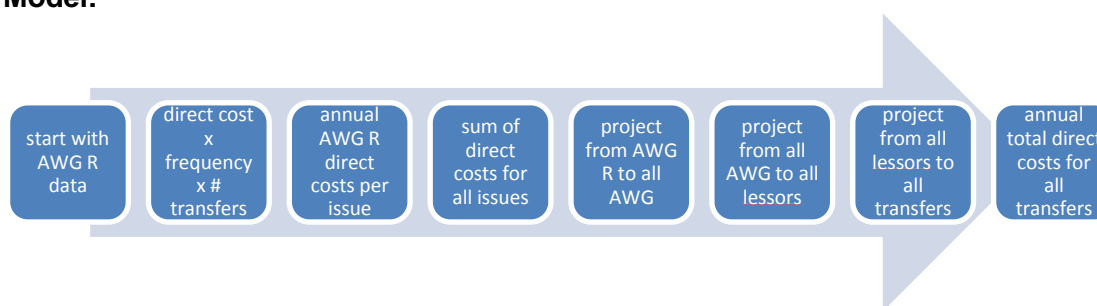 Model:
start with
AWG R
data
direct cost
x
frequency
x #
transfers
annual
AWG R
direct
costs per
issue
sum of
direct
costs for
all issues
project
from AWG
R to all
AWG
project
from all
AWG to all
lessors
project
from all
lessors to
all
transfers
annual
total direct
costs for
all
transfers